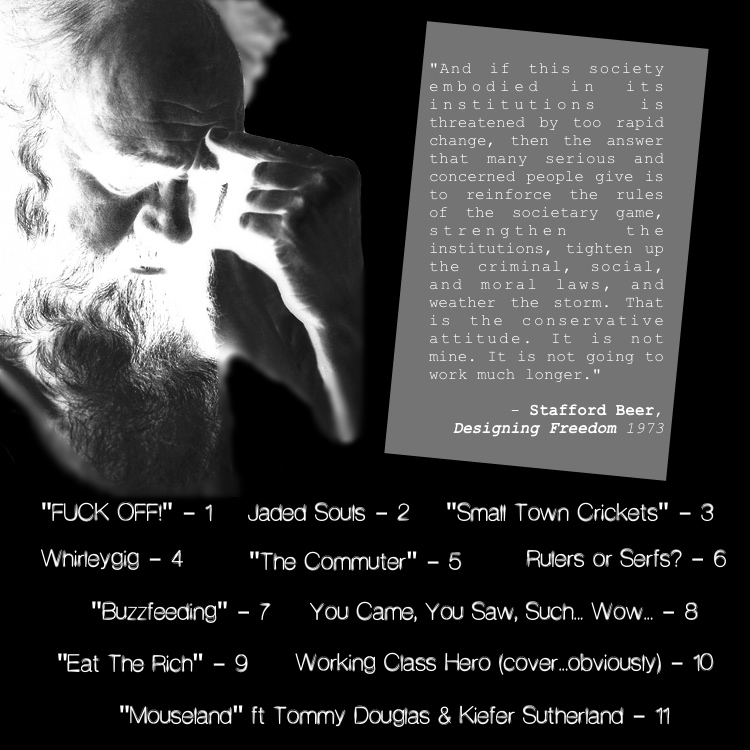 "And if this society
embodied in its
institutions is
threatened by too rapid
change, then the answer
that many serious and
concerned people give is
to reinforce the rules
of the societary game,
strengthen the
institutions, tighten up
the criminal, social,
and moral laws, and
weather the storm. That
is the conservative
attitude. It is not
mine. It is not going to
work much longer."
– Stafford Beer,
Designing Freedom 1973
"FUCK OFF!" – 1 Jaded Souls – 2 "Small Town Crickets" – 3
Whirleygig – 4 "The Commuter" – 5 Rulers or Serfs? – 6
"Buzzfeeding" – 7 You Came, You Saw, Such... Wow... – 8
"Eat The Rich" – 9 Working Class Hero (cover...obviously) – 10
"Mouseland" ft Tommy Douglas & Kiefer Sutherland – 11